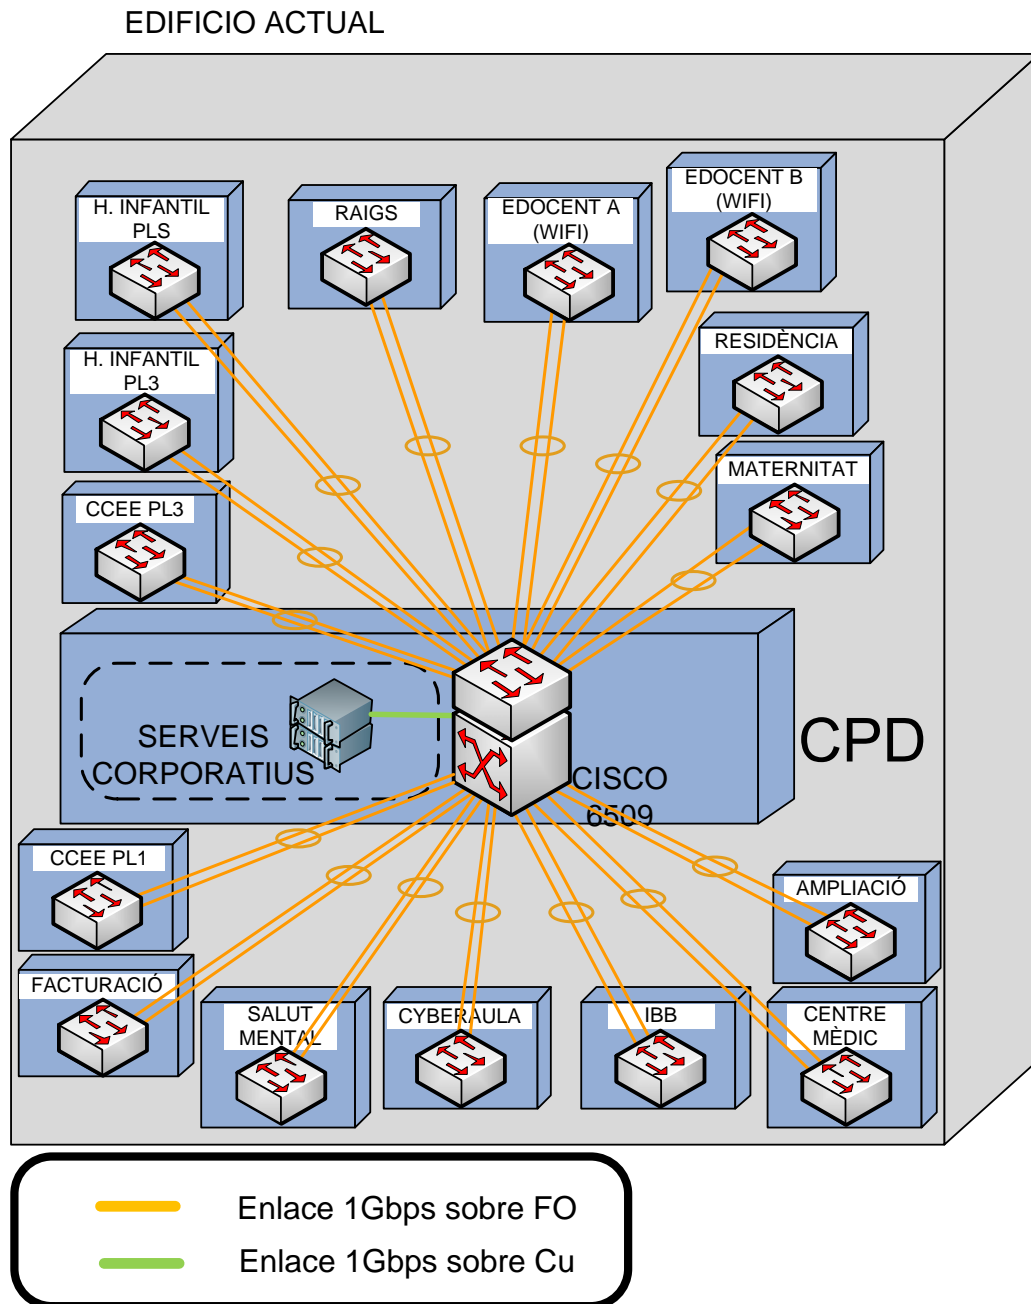 EDIFICIO ACTUAL
H. INFANTIL
PLS
RAIGS
EDOCENT A
(WIFI)
EDOCENT B
(WIFI)
H. INFANTIL
PL3
RESIDÈNCIA
CCEE PL3
MATERNITAT
SERVEIS
CORPORATIUS
CISCO
6509
CPD
CCEE PL1
AMPLIACIÓ
FACTURACIÓ
SALUT
MENTAL
CYBERAULA
IBB
CENTRE
MÈDIC
Enlace 1Gbps sobre FO
Enlace 1Gbps sobre Cu